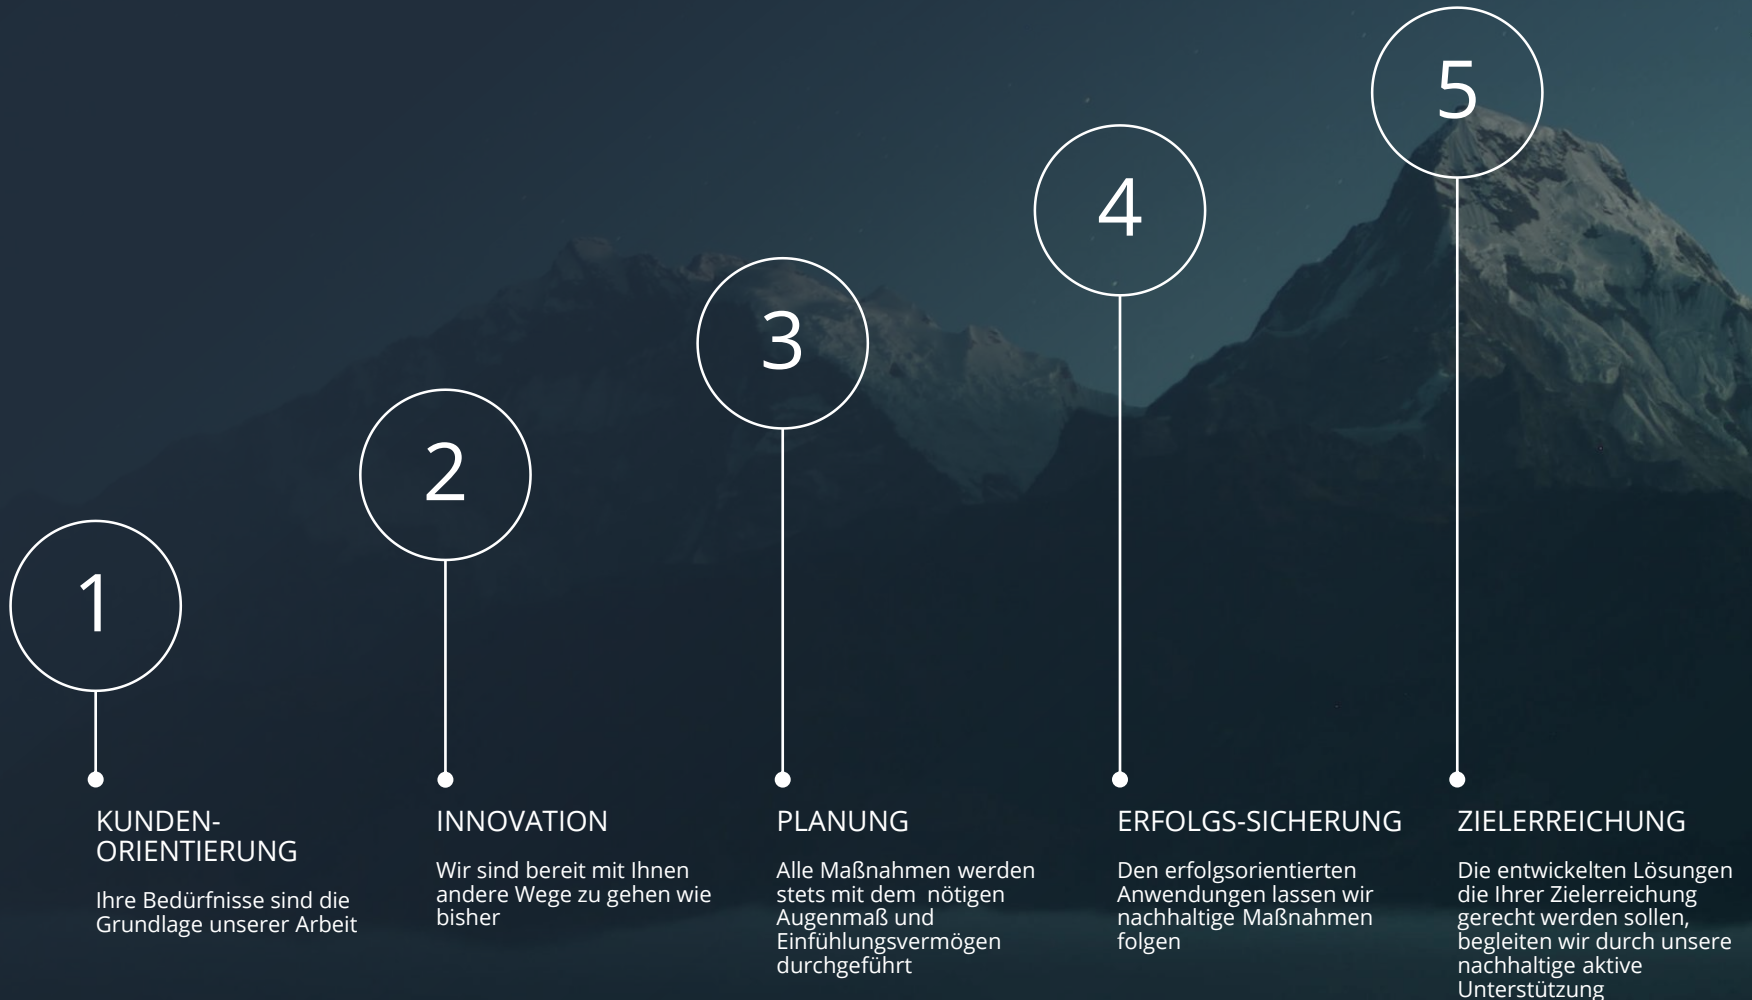 1
KUNDEN-
ORIENTIERUNG
Ihre Bedürfnisse sind die
Grundlage unserer Arbeit
2
INNOVATION
Wir sind bereit mit Ihnen
andere Wege zu gehen wie
bisher
3
PLANUNG
Alle Maßnahmen werden
stets mit dem  nötigen
Augenmaß und
Einfühlungsvermögen
durchgeführt
4
ERFOLGS-SICHERUNG
Den erfolgsorientierten
Anwendungen lassen wir
nachhaltige Maßnahmen
folgen
5
ZIELERREICHUNG
Die entwickelten Lösungen
die Ihrer Zielerreichung
gerecht werden sollen,
begleiten wir durch unsere
nachhaltige aktive
Unterstützung